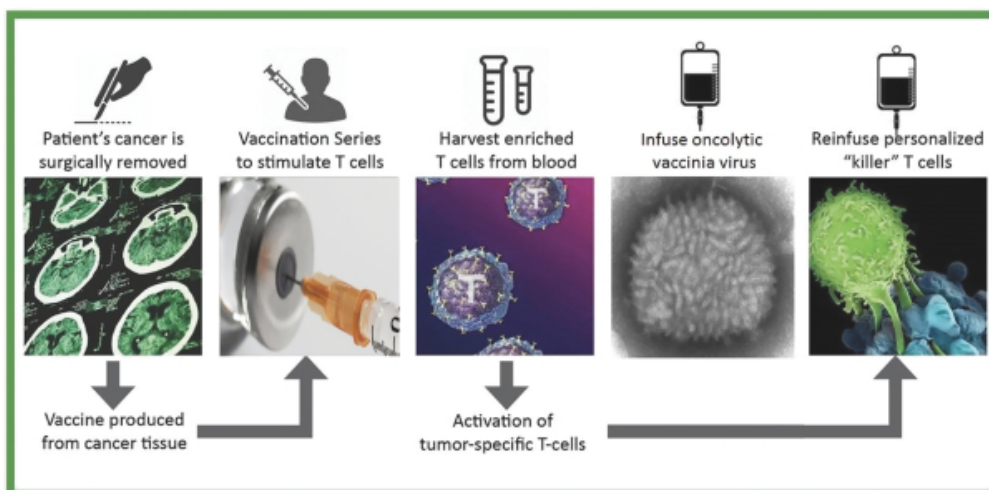 Patient's cancer is
surgically removed
Vaccination Series
to stimulate T cells
Harvest enriched
T cells from blood
Infuse oncolytic
vaccinia virus
Reinfuse personalized
"killer" T cells
T
T
Vaccine produced
from cancer tissue
Activation of
tumor-specific T-cells